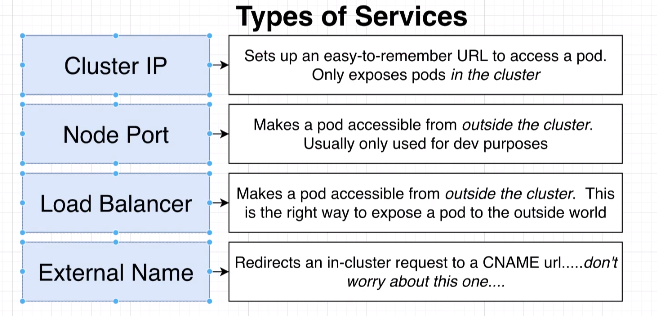 Types of Services
Cluster IP
Sets up an easy-to-remember URL to access a pod.
Only exposes pods in the cluster
Node Port
Makes a pod accessible from outside the cluster.
Usually only used for dev purposes
Load Balancer
Makes a pod accessible from outside the cluster. This
is the right way to expose a pod to the outside world
External Name
Redirects an in-cluster request to a CNAME url.....don't
worry about this one....